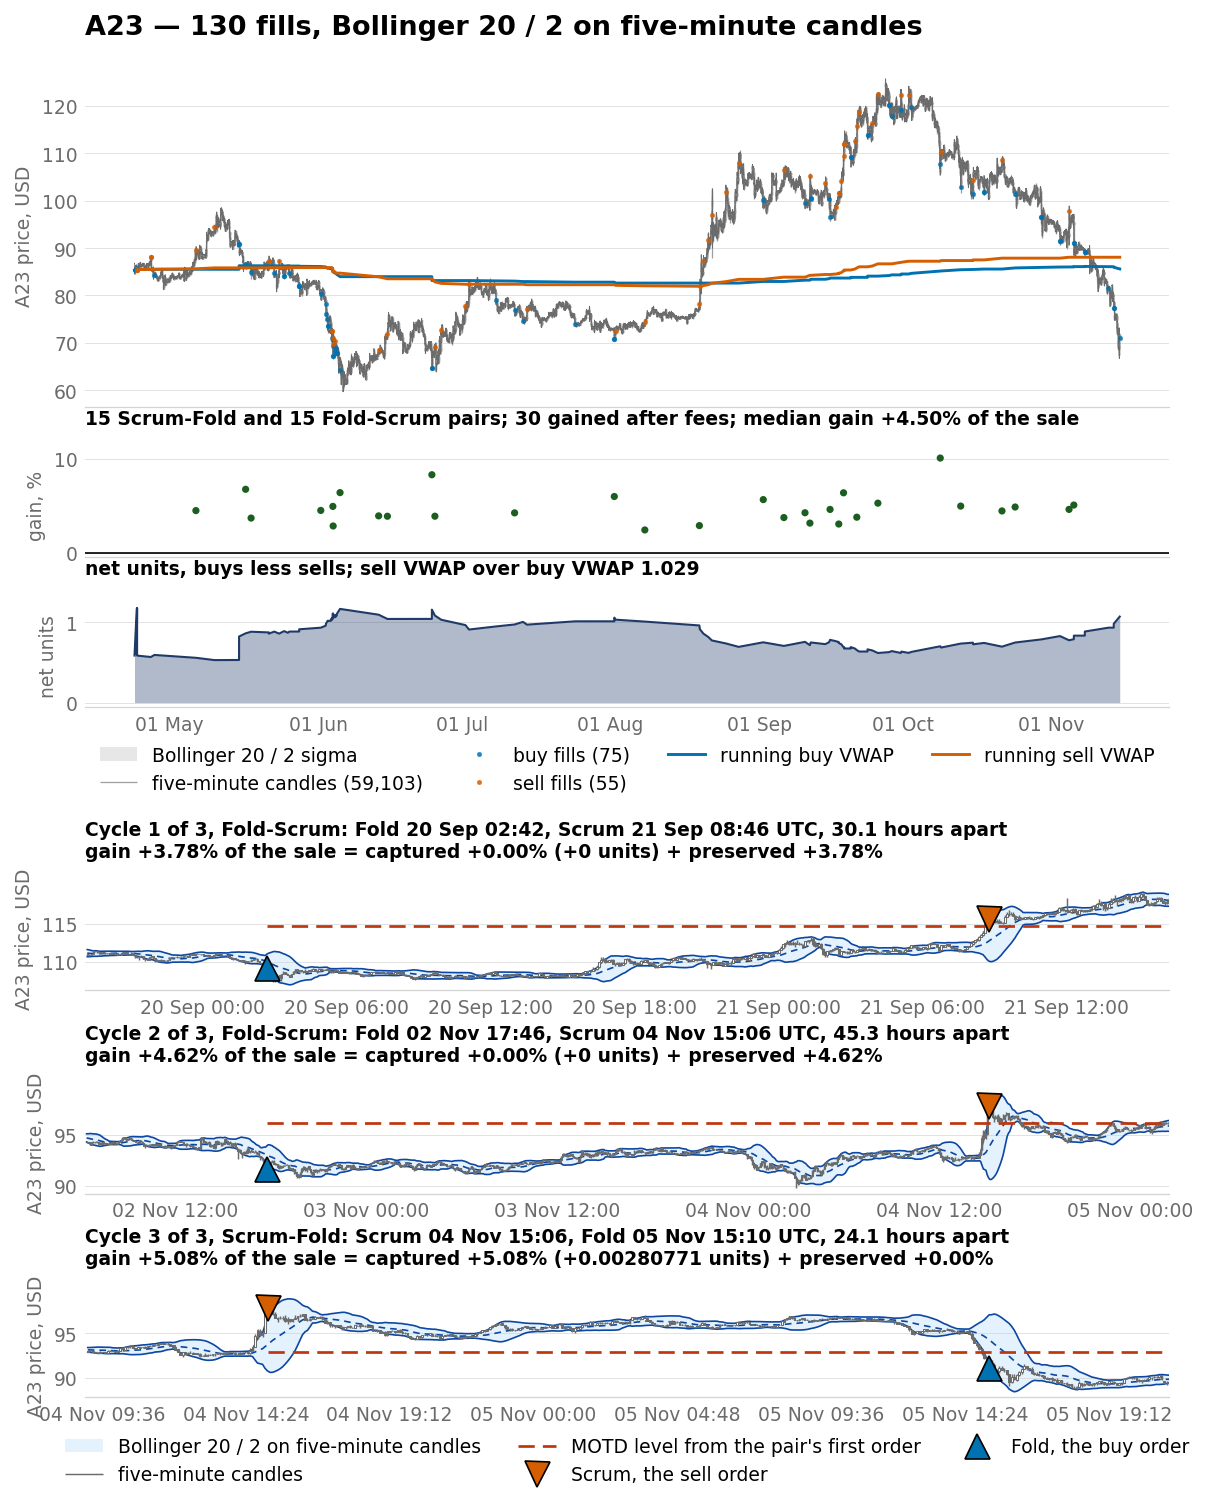 A23 — 130 fills, Bollinger 20 / 2 on five-minute candles
A23 price, USD
120
110
100
90
80
70
60
15 Scrum-Fold and 15 Fold-Scrum pairs; 30 gained after fees; median gain +4.50% of the sale
gain, %
10
0
net units, buys less sells; sell VWAP over buy VWAP 1.029
net units
1
0
01 May 01 Jun 01 Jul 01 Aug 01 Sep 01 Oct 01 Nov
Bollinger 20 / 2 sigma buy fills (75) running buy VWAP running sell VWAP
five-minute candles (59,103) sell fills (55)
Cycle 1 of 3, Fold-Scrum: Fold 20 Sep 02:42, Scrum 21 Sep 08:46 UTC, 30.1 hours apart
gain +3.78% of the sale = captured +0.00% (+0 units) + preserved +3.78%
A23 price, USD
115
110
20 Sep 00:00 20 Sep 06:00 20 Sep 12:00 20 Sep 18:00 21 Sep 00:00 21 Sep 06:00 21 Sep 12:00
Cycle 2 of 3, Fold-Scrum: Fold 02 Nov 17:46, Scrum 04 Nov 15:06 UTC, 45.3 hours apart
gain +4.62% of the sale = captured +0.00% (+0 units) + preserved +4.62%
A23 price, USD
95
90
02 Nov 12:00 03 Nov 00:00 03 Nov 12:00 04 Nov 00:00 04 Nov 12:00 05 Nov 00:00
Cycle 3 of 3, Scrum-Fold: Scrum 04 Nov 15:06, Fold 05 Nov 15:10 UTC, 24.1 hours apart
gain +5.08% of the sale = captured +5.08% (+0.00280771 units) + preserved +0.00%
A23 price, USD
95
90
04 Nov 09:36 04 Nov 14:24 04 Nov 19:12 05 Nov 00:00 05 Nov 04:48 05 Nov 09:36 05 Nov 14:24 05 Nov 19:12
Bollinger 20 / 2 on five-minute candles MOTD level from the pair's first order Fold, the buy order
five-minute candles Scrum, the sell order